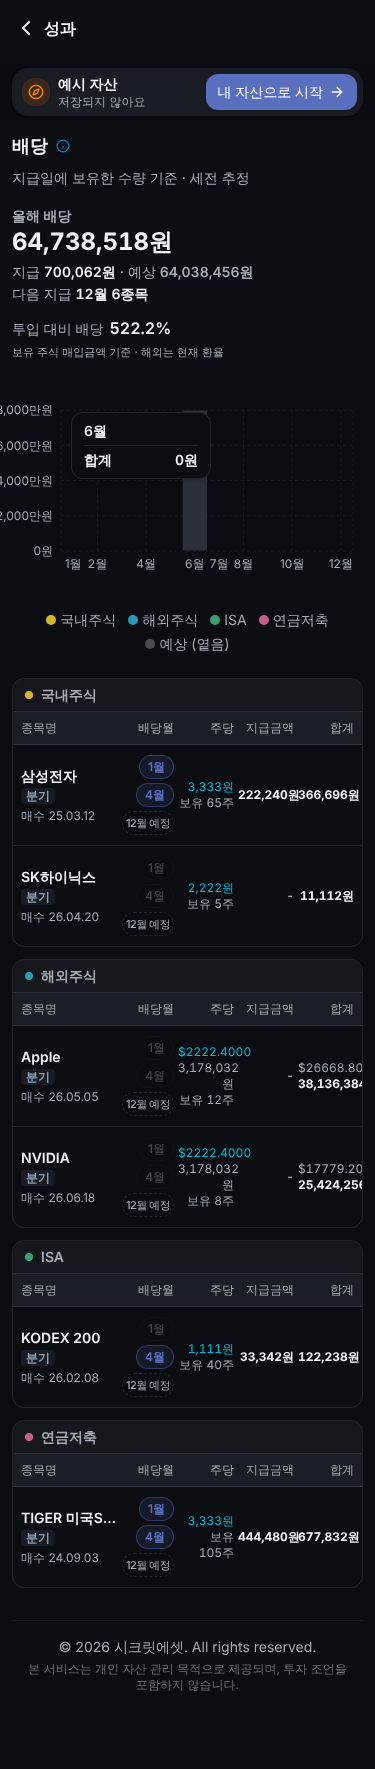 성과
예시 자산
저장되지 않아요
내 자산으로 시작
배당
지급일에 보유한 수량 기준 · 세전 추정
올해 배당
64,738,518원
지급 700,062원 · 예상 64,038,456원
다음 지급 12월 6종목
투입 대비 배당 522.2%
보유 주식 매입금액 기준 · 해외는 현재 환율
8,000만원
6,000만원
4,000만원
2,000만원
0원
6월
합계 0원
1월 2월 4월 6월 7월 8월 10월 12월
국내주식 해외주식 ISA 연금저축
예상 (옅음)
국내주식
종목명 배당월 주당 지급금액 합계
삼성전자
분기
매수 25.03.12
1월
4월
12월 예정
3,333원
보유 65주
222,240원
366,696원
SK하이닉스
분기
매수 26.04.20
1월
4월
12월 예정
2,222원
보유 5주
-
11,112원
해외주식
종목명 배당월 주당 지급금액 합계
Apple
분기
매수 26.05.05
1월
4월
12월 예정
$2222.4000
3,178,032
원
보유 12주
-
$26668.80
38,136,384
NVIDIA
분기
매수 26.06.18
1월
4월
12월 예정
$2222.4000
3,178,032
원
보유 8주
-
$17779.20
25,424,256
ISA
종목명 배당월 주당 지급금액 합계
KODEX 200
분기
매수 26.02.08
1월
4월
12월 예정
1,111원
보유 40주
33,342원
122,238원
연금저축
종목명 배당월 주당 지급금액 합계
TIGER 미국S...
분기
매수 24.09.03
1월
4월
12월 예정
3,333원
보유
105주
444,480원
677,832원
© 2026 시크릿에셋. All rights reserved.
본 서비스는 개인 자산 관리 목적으로 제공되며, 투자 조언을
포함하지 않습니다.